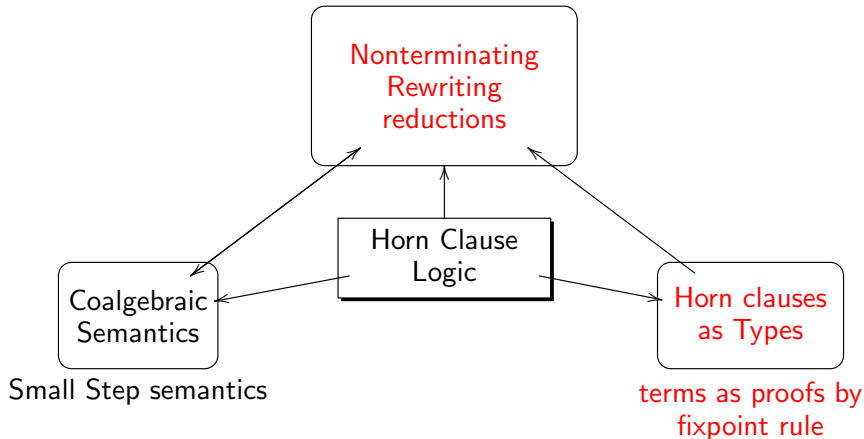 Nonterminating
Rewriting
reductions
Horn Clause
Logic
Coalgebraic
Semantics
Small Step semantics
Horn clauses
as Types
terms as proofs by
fixpoint rule